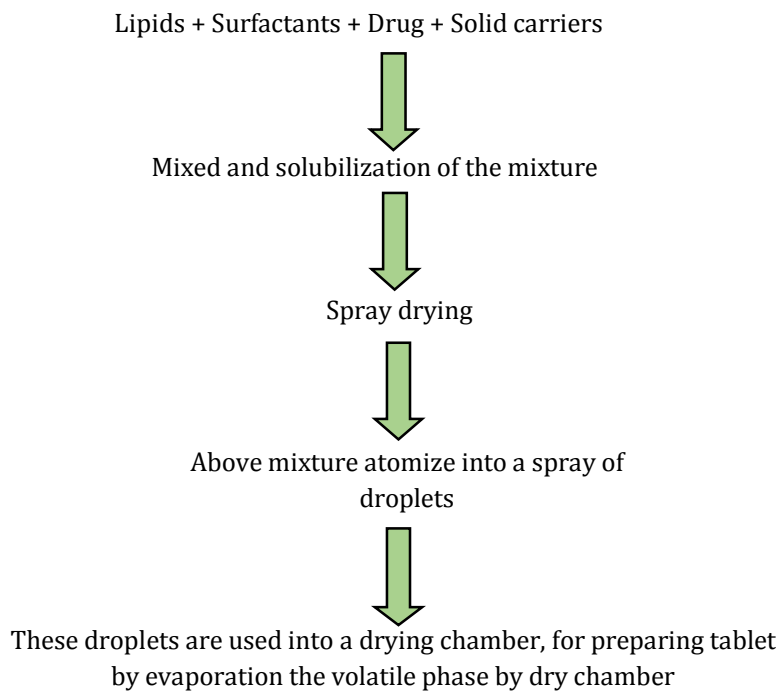 Lipids + Surfactants + Drug + Solid carriers
Mixed and solubilization of the mixture
Spray drying
Above mixture atomize into a spray of
droplets
These droplets are used into a drying chamber, for preparing tablet
by evaporation the volatile phase by dry chamber